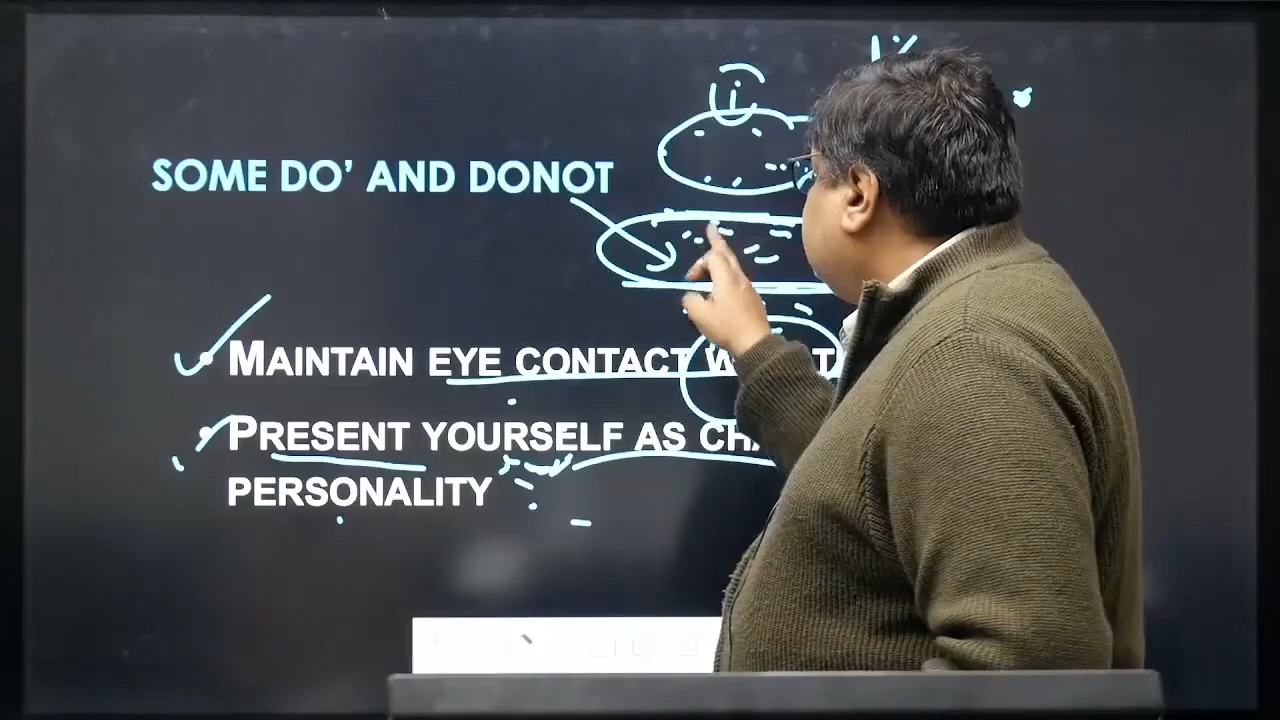 SOME DO' AND DONOT
MAINTAIN EYE CONTACT
PRESENT YOURSELF AS
PERSONALITY